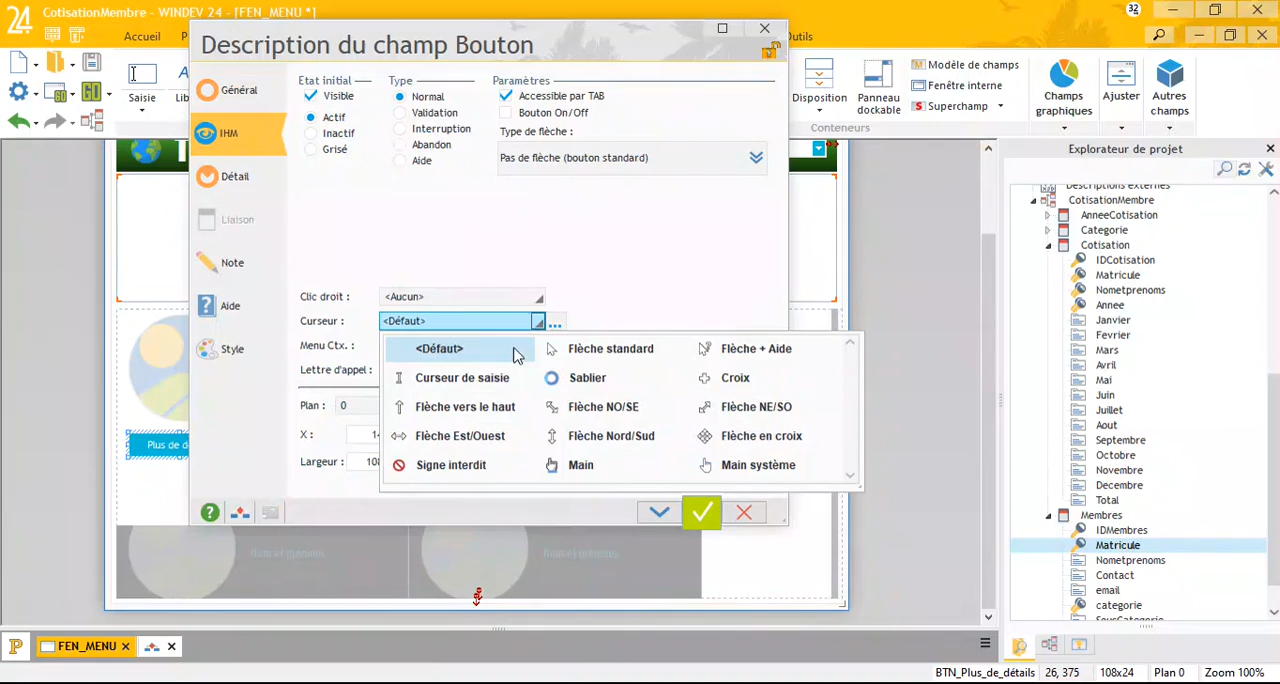 24 CotisationMembre - WINDEV 24 - [FEN_MENU *]
32
Accueil
Description du champ Bouton
utils
Saisie
Général
IHM
Détail
Liaison
Note
Aide
Style
Etat initial
Visible
Actif
Inactif
Grisé
Type
Normal
Validation
Interruption
Abandon
Aide
Paramètres
Accessible par TAB
Bouton On/Off
Type de flèche :
Pas de flèche (bouton standard)
Clic droit :
<Aucun>
Curseur :
<Défaut>
Menu Ctx. :
Lettre d'appel :
Plan :
0
X :
Largeur :
<Défaut>
Flèche standard
Flèche + Aide
Curseur de saisie
Sablier
Croix
Flèche vers le haut
Flèche NO/SE
Flèche NE/SO
Flèche Est/Ouest
Flèche Nord/Sud
Flèche en croix
Signe interdit
Main
Main système
Disposition
Panneau
dockable
Modèle de champs
Fenêtre interne
Superchamp
Conteneurs
Champs
graphiques
Ajuster
Autres
champs
Plus de d
Explorateur de projet
Descriptions externes
CotisationMembre
AnneeCotisation
Categorie
Cotisation
IDCotisation
Matricule
Nometprenoms
Annee
Janvier
Fevrier
Mars
Avril
Mai
Juin
Juillet
Aout
Septembre
Octobre
Novembre
Decembre
Total
Membres
IDMembres
Matricule
Nometprenoms
Contact
email
categorie
SousCategorie
FEN_MENU
BTN_Plus_de_détails
26, 375
108x24
Plan 0
Zoom 100%